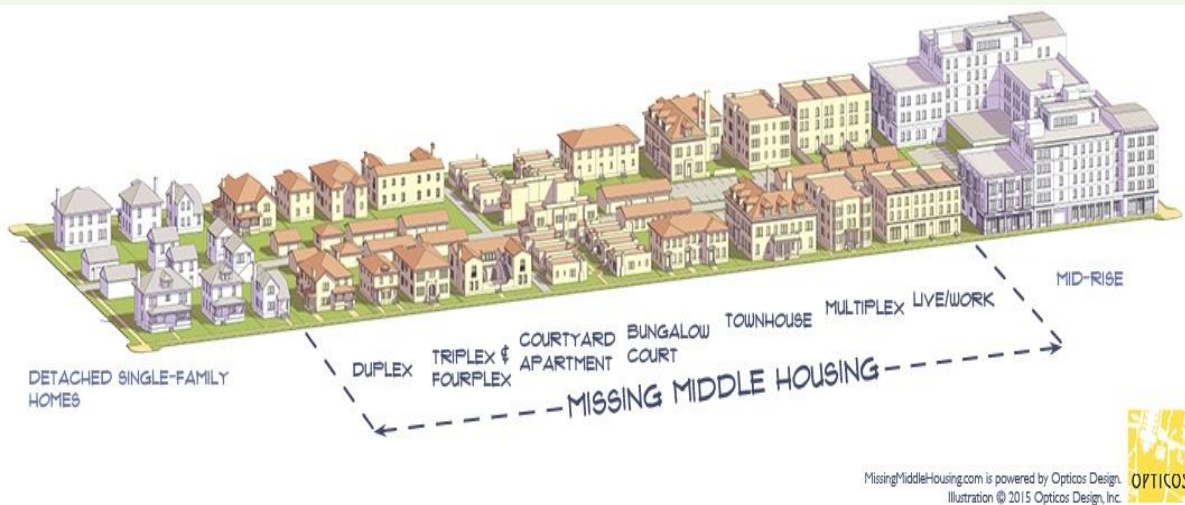 DETACHED SINGLE-FAMILY
HOMES
DUPLEX
TRIPLEX &
FOURPLEX
COURTYARD
APARTMENT
BUNGALOW
COURT
TOWNHOUSE
MULTIPLEX
LIVE/WORK
MID-RISE
MISSING MIDDLE HOUSING
MissingMiddleHousing.com is powered by Opticos Design.
Illustration © 2015 Opticos Design, Inc.
OPTICOS